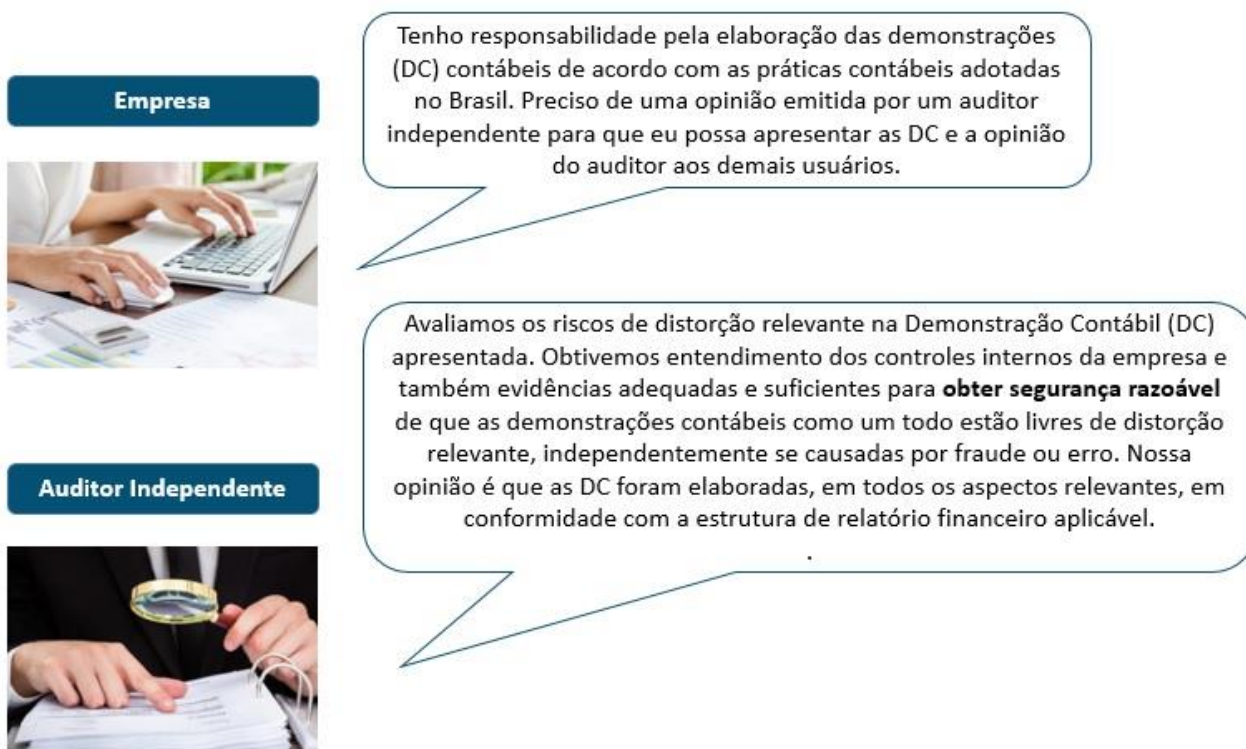 Empresa
Tenho responsabilidade pela elaboração das demonstrações
(DC) contábeis de acordo com as práticas contábeis adotadas
no Brasil. Preciso de uma opinião emitida por um auditor
independente para que eu possa apresentar as DC e a opinião
do auditor aos demais usuários.
Auditor Independente
Avaliamos os riscos de distorção relevante na Demonstração Contábil (DC)
apresentada. Obtivemos entendimento dos controles internos da empresa e
também evidências adequadas e suficientes para obter segurança razoável
de que as demonstrações contábeis como um todo estão livres de distorção
relevante, independentemente se causadas por fraude ou erro. Nossa
opinião é que as DC foram elaboradas, em todos os aspectos relevantes, em
conformidade com a estrutura de relatório financeiro aplicável.
.